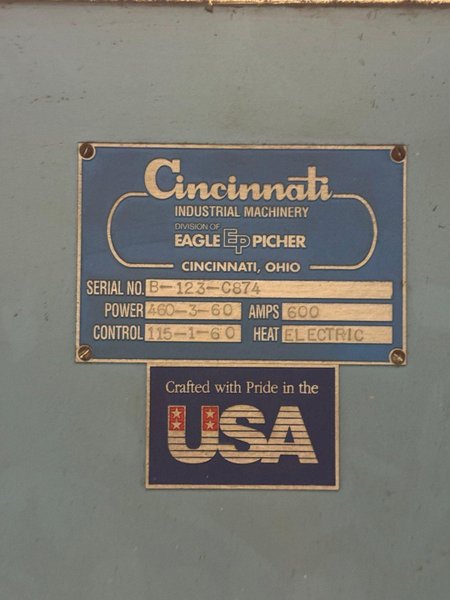 Cincinnati
INDUSTRIAL MACHINERY
DIVISION OF
EAGLE EP PICHER
CINCINNATI, OHIO
SERIAL NO. B-123-C874
POWER 460-3-60 AMPS 600
CONTROL 115-1-60 HEAT ELECTRIC
Crafted with Pride in the
USA